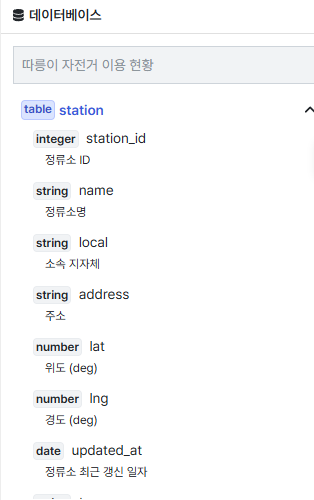 데이터베이스
따릉이 자전거 이용 현황
table station
integer station_id
정류소 ID
string name
정류소명
string local
소속 지자체
string address
주소
number lat
위도 (deg)
number lng
경도 (deg)
date updated_at
정류소 최근 갱신 일자